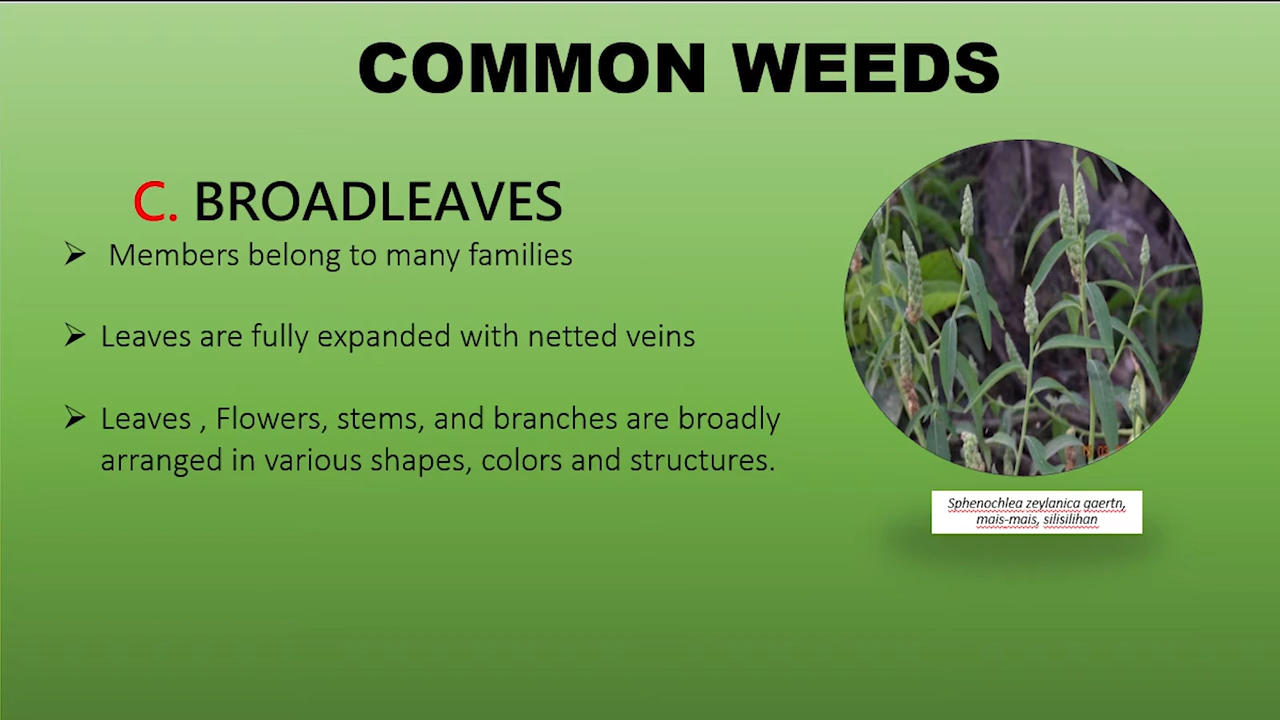 COMMON WEEDS
C. BROADLEAVES
➢ Members belong to many families
➢ Leaves are fully expanded with netted veins
➢ Leaves , Flowers, stems, and branches are broadly
arranged in various shapes, colors and structures.
Sphenochlea zeylanica gaertn,
mais-mais, silisilihan